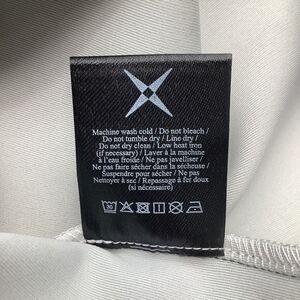 Machine wash cold / Do not bleach /
Do not tumble dry / Line dry /
Do not dry clean / Low heat iron
(if necessary) / Laver à la machine
à l'eau froide / Ne pas javelliser /
Ne pas faire sécher dans la sécheuse /
Suspendre pour sécher / Ne pas
Nettoyer à sec / Repassage à fer doux
(si nécessaire)
30